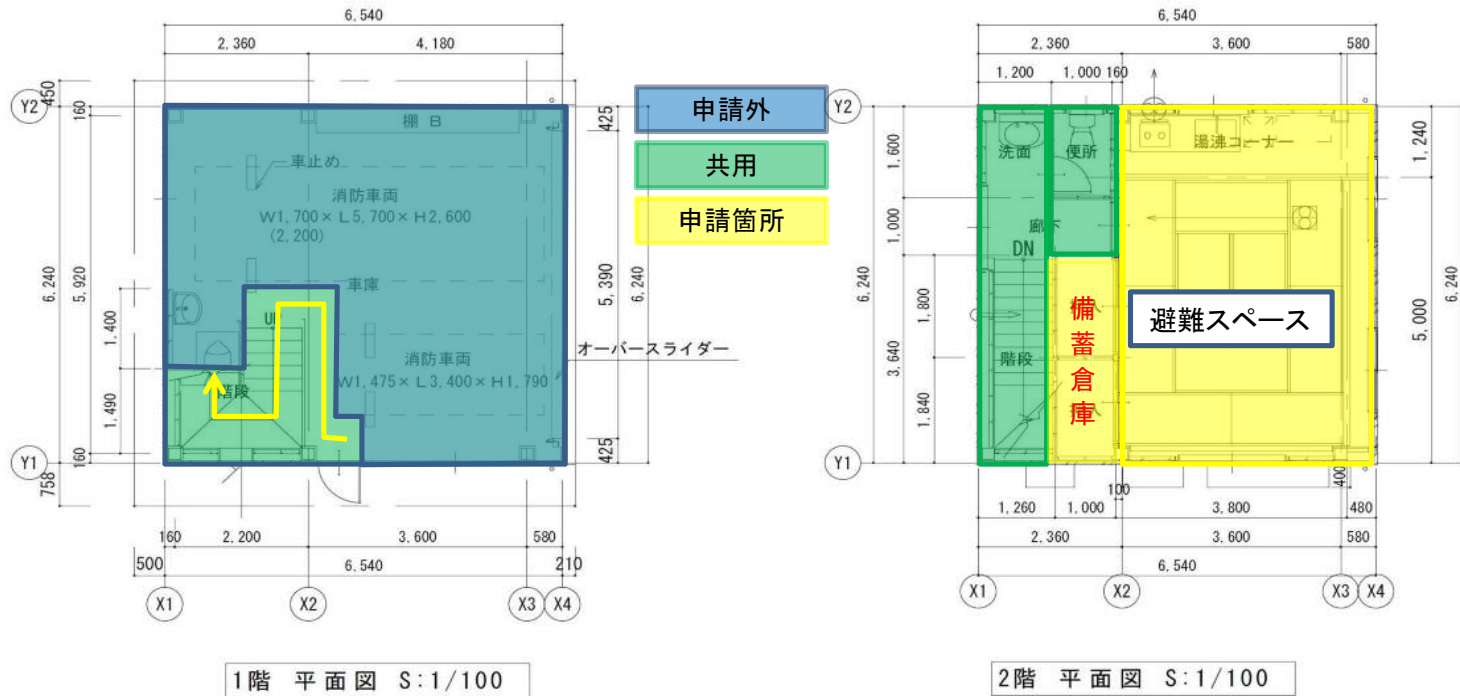 6,540
2,360
4,180
450
160
Y2
棚 B
425
車止め
消防車両
W1,700×L5,700×H2,600
(2,200)
車庫
6,240
5,920
1,400
5,390
6,240
オーバースライダー
消防車両
W1,475×L3,400×H1,790
階段
1,490
425
Y1
160
758
160
2,200
3,600
580
500
6,540
210
X1
X2
X3
X4
1階 平面図 S:1/100
申請外
共用
申請箇所
6,540
2,360
3,600
580
1,200
1,000
160
Y2
洗面
便所
湯沸コーナー
1,600
1,240
1,000
廊下
DN
6,240
1,800
備蓄倉庫
避難スペース
5,000
6,240
3,640
階段
1,840
Y1
100
400
1,260
1,000
3,800
480
2,360
3,600
580
6,540
X1
X2
X3
X4
2階 平面図 S:1/100